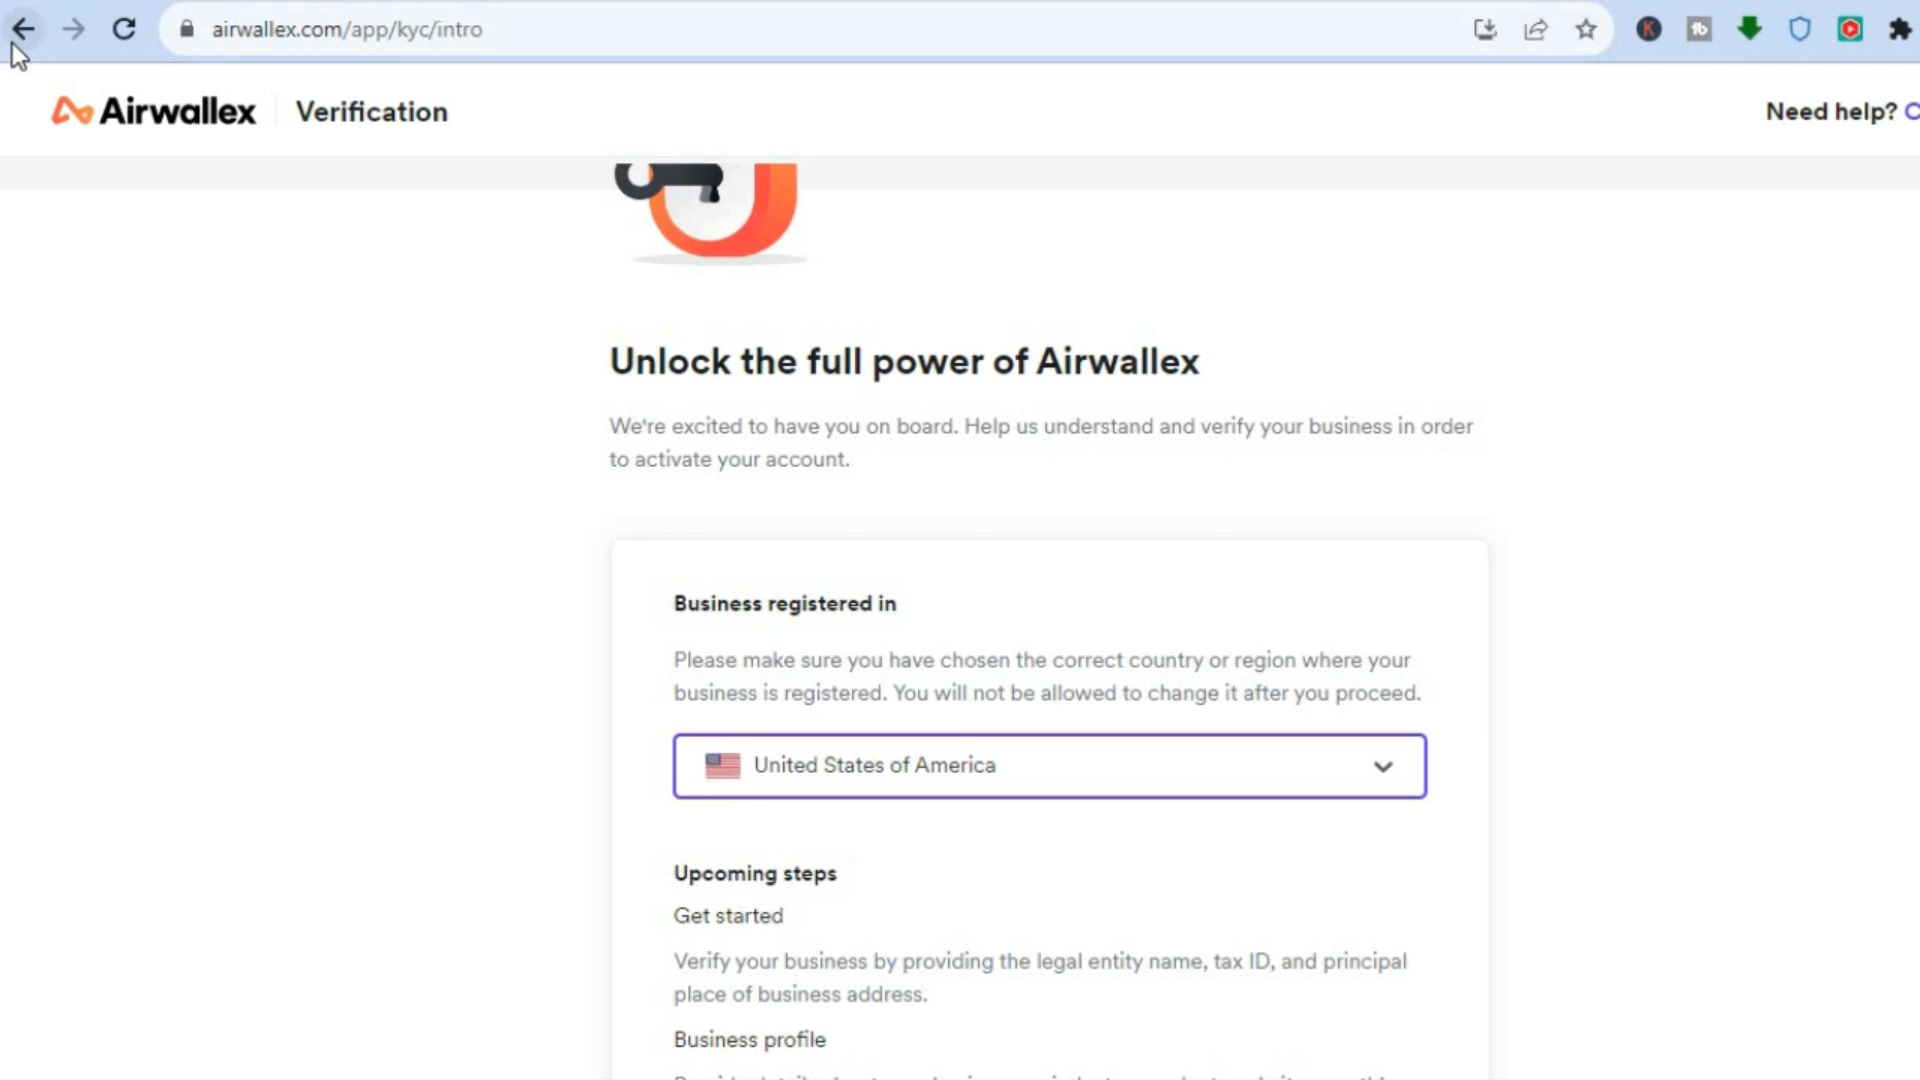 airwallex.com/app/kyc/intro
K
tb
Airwallex
Verification
Need help?
Unlock the full power of Airwallex
We're excited to have you on board. Help us understand and verify your business in order
to activate your account.
Business registered in
Please make sure you have chosen the correct country or region where your
business is registered. You will not be allowed to change it after you proceed.
United States of America
Upcoming steps
Get started
Verify your business by providing the legal entity name, tax ID, and principal
place of business address.
Business profile